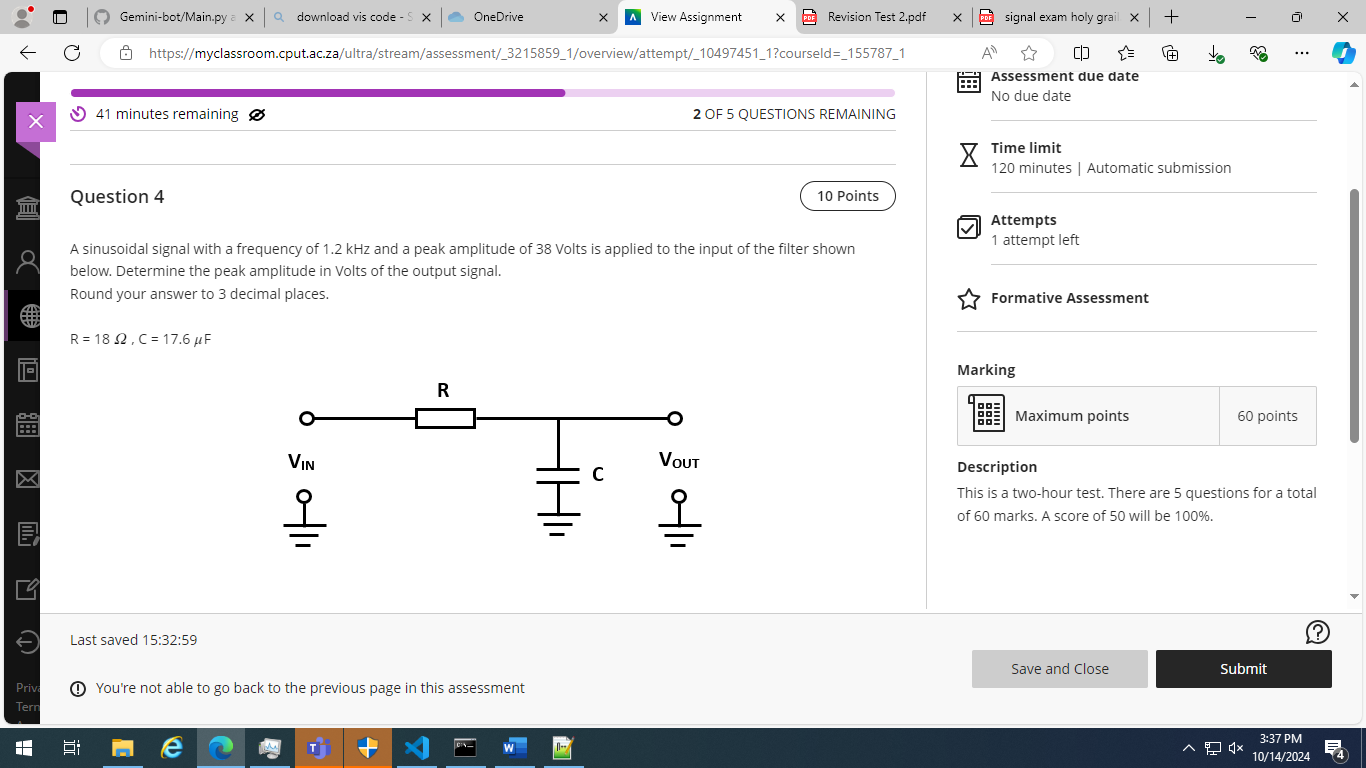 Gemini-bot/Main.py a
download vis code - S
OneDrive
View Assignment
Revision Test 2.pdf
signal exam holy grail
https://myclassroom.cput.ac.za/ultra/stream/assessment/_3215859_1/overview/attempt/_10497451_1?courseId=_155787_1
41 minutes remaining
2 OF 5 QUESTIONS REMAINING
Question 4
10 Points
A sinusoidal signal with a frequency of 1.2 kHz and a peak amplitude of 38 Volts is applied to the input of the filter shown
below. Determine the peak amplitude in Volts of the output signal.
Round your answer to 3 decimal places.
R = 18 Ω , C = 17.6 μF
R
VIN
C
VOUT
Assessment due date
No due date
Time limit
120 minutes | Automatic submission
Attempts
1 attempt left
Formative Assessment
Marking
Maximum points
60 points
Description
This is a two-hour test. There are 5 questions for a total
of 60 marks. A score of 50 will be 100%.
Last saved 15:32:59
You're not able to go back to the previous page in this assessment
Save and Close
Submit
Priva
Term
3:37 PM
10/14/2024
4